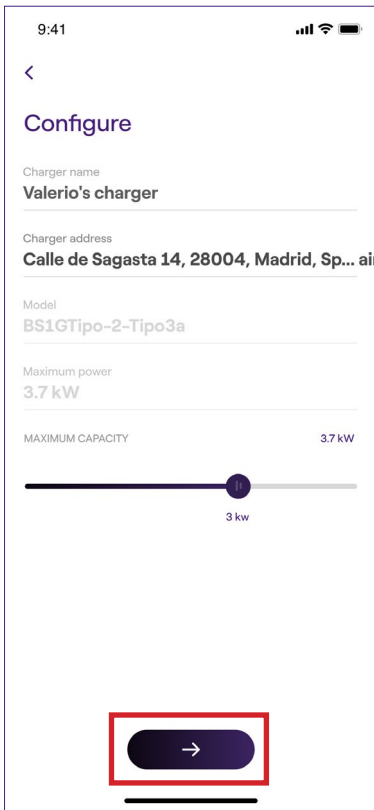 9:41
Configure
Charger name
Valerio's charger
Charger address
Calle de Sagasta 14, 28004, Madrid, Sp... air
Model
BS1GTipo-2-Tipo3a
Maximum power
3.7 kW
MAXIMUM CAPACITY 3.7 kW
3 kw